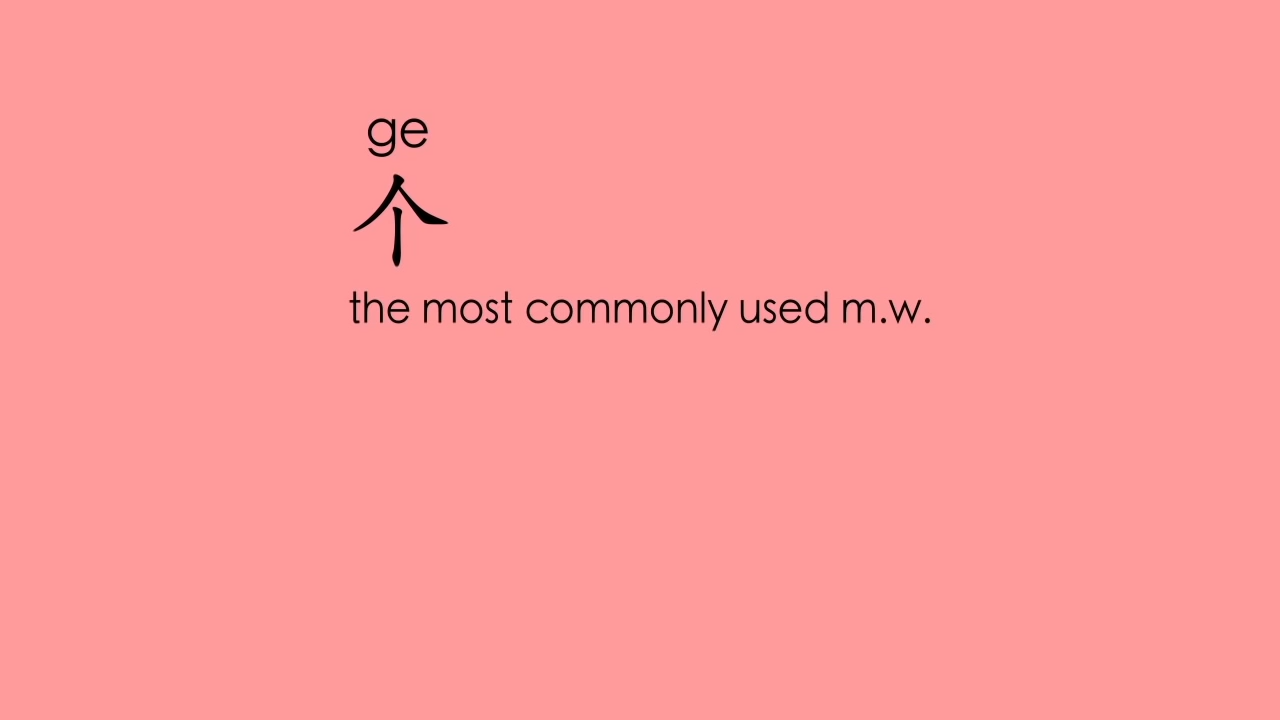 ge
个
the most commonly used m.w.